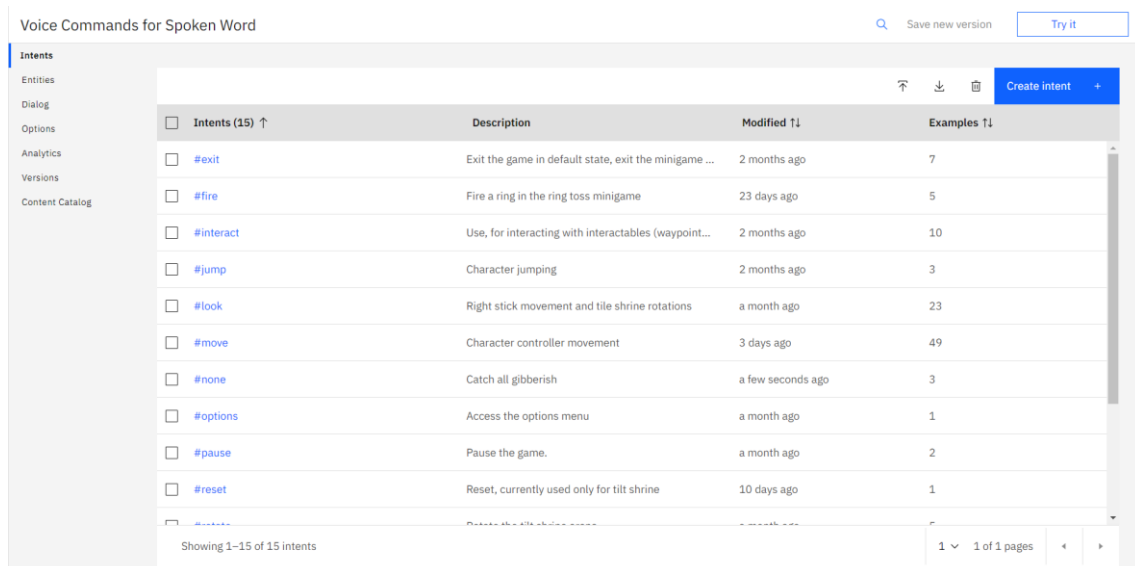 Voice Commands for Spoken Word
Save new version
Try it
Intents
Entities
Dialog
Options
Analytics
Versions
Content Catalog
Create intent +
Intents (15) ↑ Description Modified ↑↓ Examples ↑↓
#exit Exit the game in default state, exit the minigame ... 2 months ago 7
#fire Fire a ring in the ring toss minigame 23 days ago 5
#interact Use, for interacting with interactables (waypoint... 2 months ago 10
#jump Character jumping 2 months ago 3
#look Right stick movement and tile shrine rotations a month ago 23
#move Character controller movement 3 days ago 49
#none Catch all gibberish a few seconds ago 3
#options Access the options menu a month ago 1
#pause Pause the game. a month ago 2
#reset Reset, currently used only for tilt shrine 10 days ago 1
Showing 1–15 of 15 intents 1 1 of 1 pages